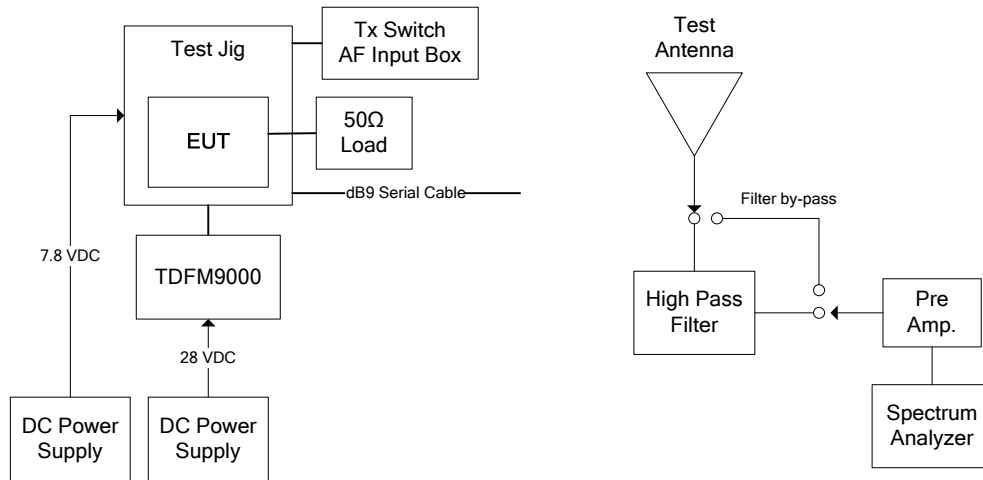 Test Jig
Tx Switch
AF Input Box
EUT
50Ω
Load
dB9 Serial Cable
7.8 VDC
TDFM9000
28 VDC
DC Power
Supply
DC Power
Supply
Test
Antenna
Filter by-pass
High Pass
Filter
Pre
Amp.
Spectrum
Analyzer